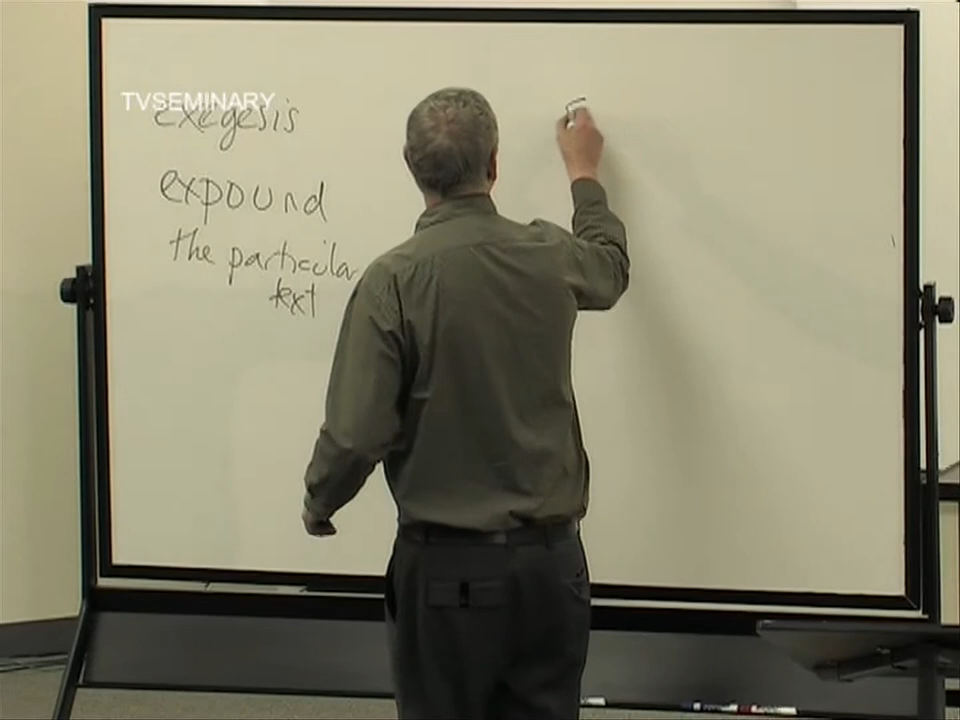 TVSEMINARY
exegesis
expound
the particular
text